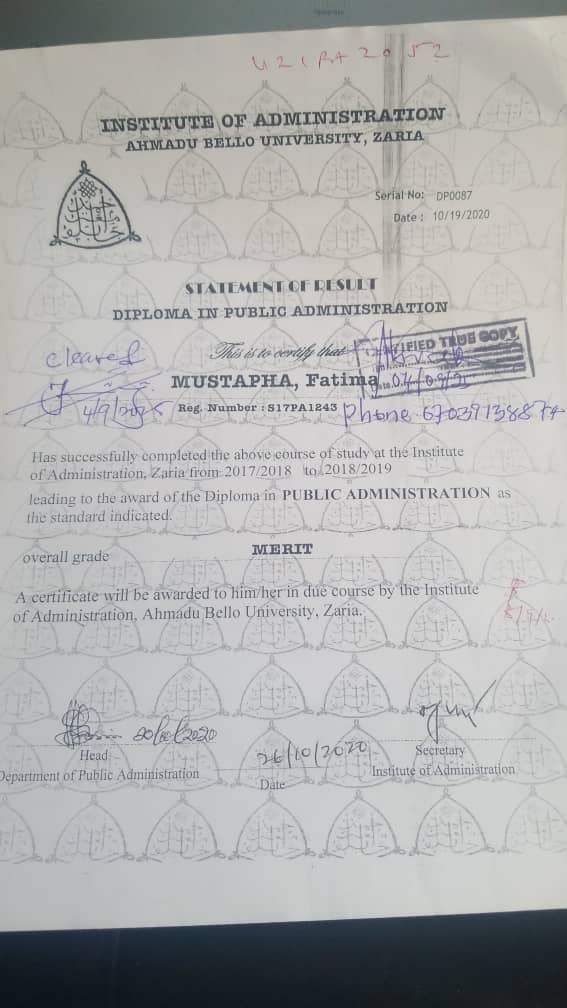 U21PA2052
INSTITUTE OF ADMINISTRATION
AHMADU BELLO UNIVERSITY, ZARIA
Serial No: DP0087
Date : 10/19/2020
STATEMENT OF RESULT
DIPLOMA IN PUBLIC ADMINISTRATION
This is to certify that
CERTIFIED TRUE COPY
cleared
MUSTAPHA, Fatima
4/9/2025
Reg. Number : S17PA1243
Has successfully completed the above course of study at the Institute
of Administration, Zaria from 2017/2018 to 2018/2019
leading to the award of the Diploma in PUBLIC ADMINISTRATION as
the standard indicated.
overall grade MERIT
A certificate will be awarded to him/her in due course by the Institute
of Administration, Ahmadu Bello University, Zaria.
26/10/2020
Head
Secretary
Department of Public Administration
Institute of Administration
Date